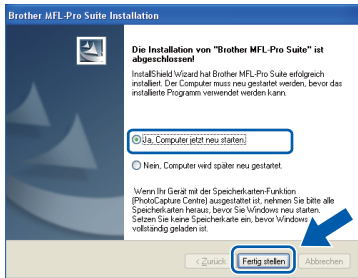 Brother MFL-Pro Suite Installation
Die Installation von "Brother MFL-Pro Suite" ist
abgeschlossen!
InstallShield Wizard hat Brother MFL-Pro Suite erfolgreich
installiert. Der Computer muss neu gestartet werden, bevor das
installierte Programm verwendet werden kann.
Ja, Computer jetzt neu starten.
Nein, Computer wird später neu gestartet.
Wenn Ihr Gerät mit der Speicherkarten-Funktion
(PhotoCapture Centre) ausgestattet ist, nehmen Sie bitte alle
Speicherkarten heraus, bevor Sie Windows neu starten.
Setzen Sie keine Speicherkarte ein, bevor Windows
vollständig geladen ist.
< Zurück
Fertig stellen
Abbrechen